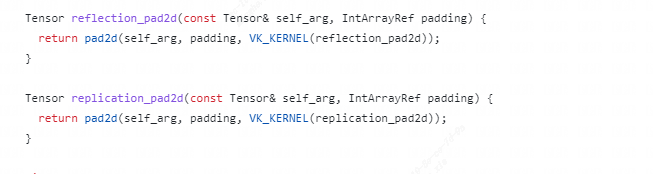 Tensor reflection_pad2d(const Tensor& self_arg, IntArrayRef padding) {
return pad2d(self_arg, padding, VK_KERNEL(reflection_pad2d));
}
Tensor replication_pad2d(const Tensor& self_arg, IntArrayRef padding) {
return pad2d(self_arg, padding, VK_KERNEL(replication_pad2d));
}